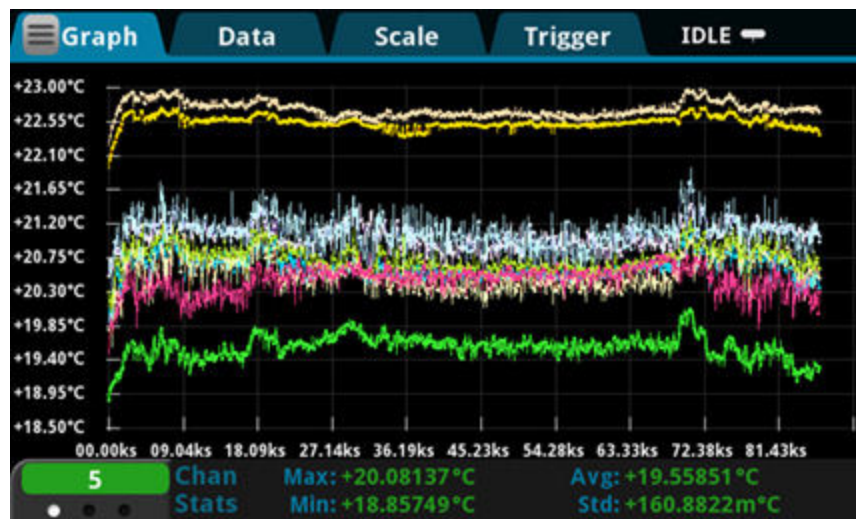 Graph Data Scale Trigger IDLE
+23.00°C
+22.55°C
+22.10°C
+21.65°C
+21.20°C
+20.75°C
+20.30°C
+19.85°C
+19.40°C
+18.95°C
+18.50°C
00.00ks 09.04ks 18.09ks 27.14ks 36.19ks 45.23ks 54.28ks 63.33ks 72.38ks 81.43ks
5 Chan Max: +20.08137°C Avg: +19.55851°C
Stats Min: +18.85749°C Std: +160.8822m°C